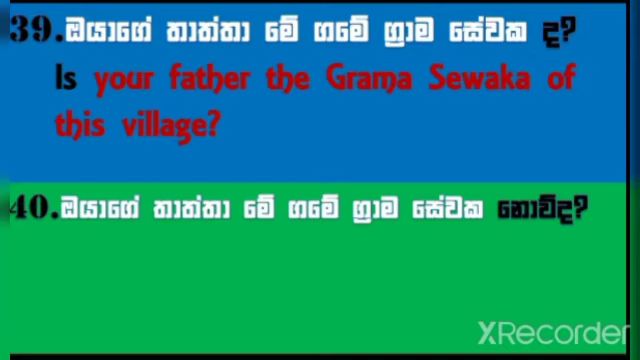 39.ඔයාගේ තාත්තා මේ ගමේ ග්‍රාම සේවක ද?
Is your father the Grama Sewaka of
this village?
40.ඔයාගේ තාත්තා මේ ගමේ ග්‍රාම සේවක නොව්ද?
XRecorder